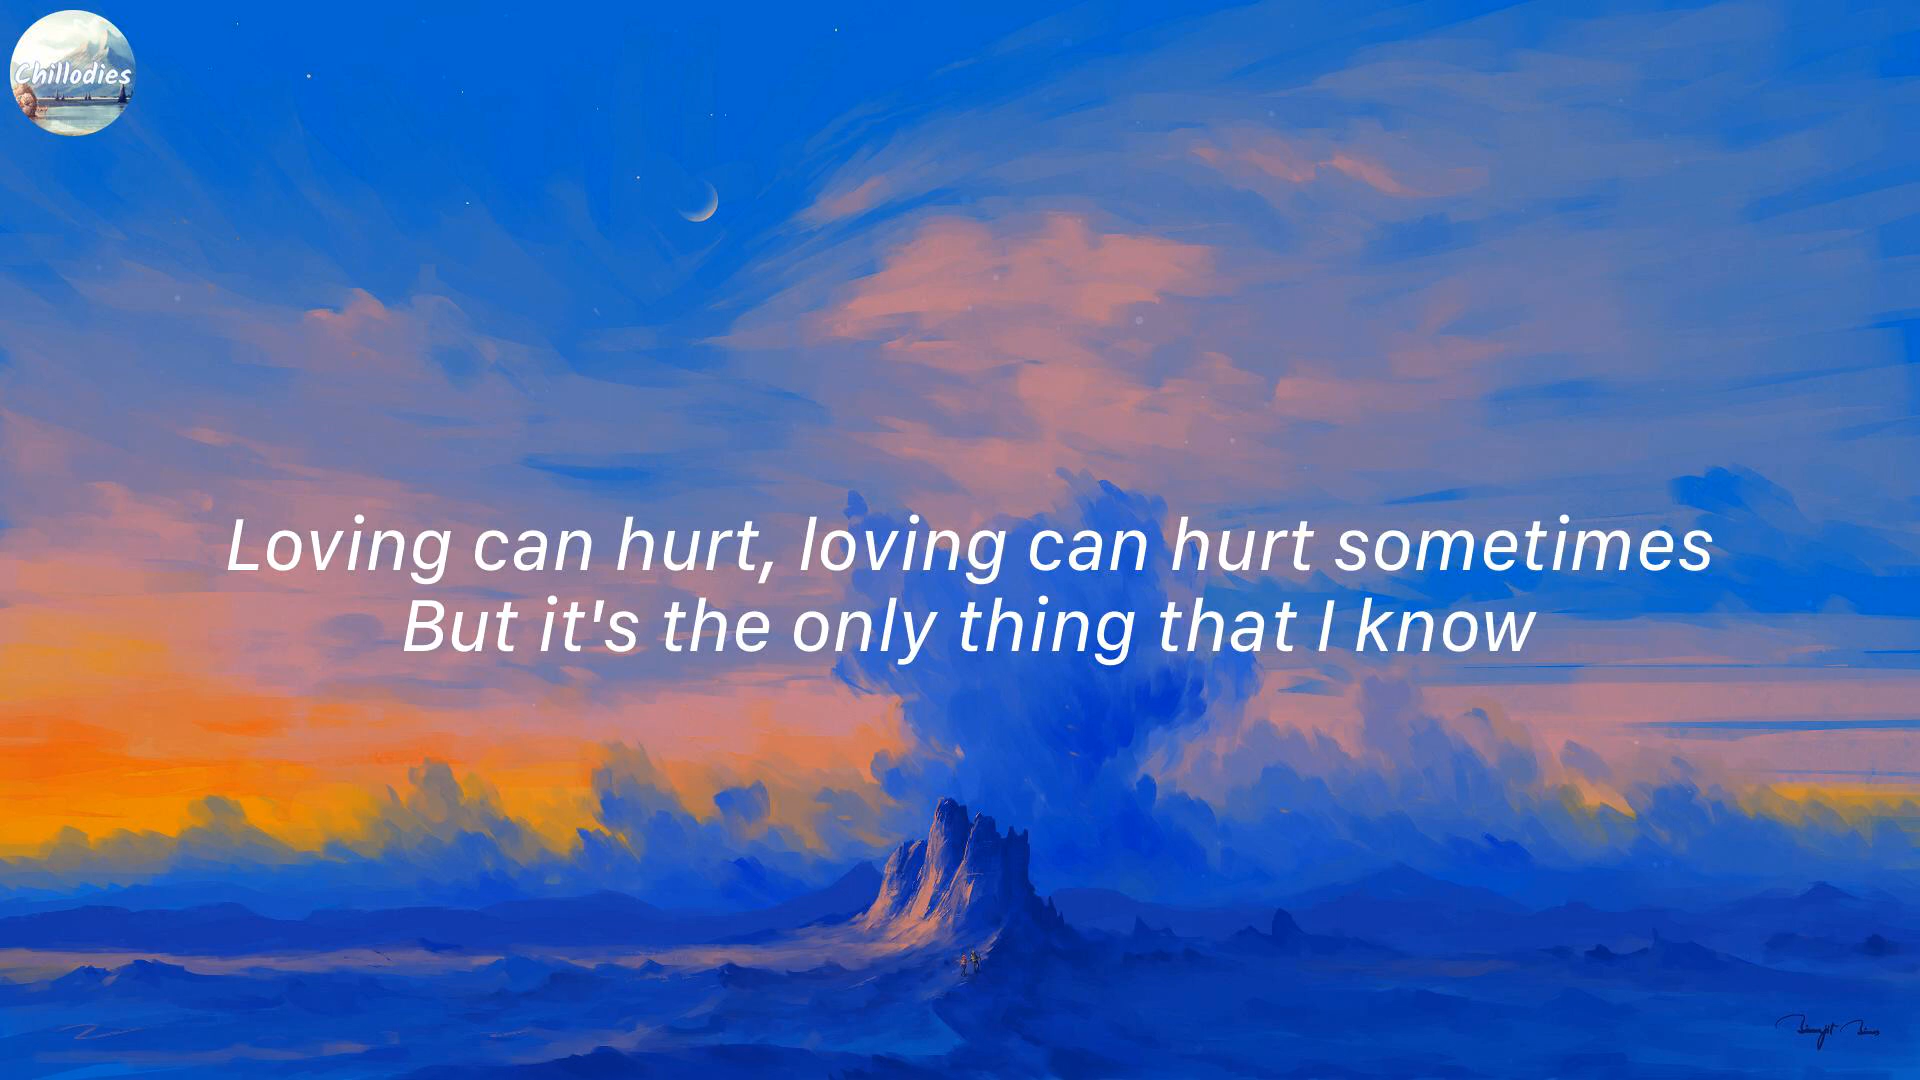 Chillodies
Loving can hurt, loving can hurt sometimes
But it's the only thing that I know